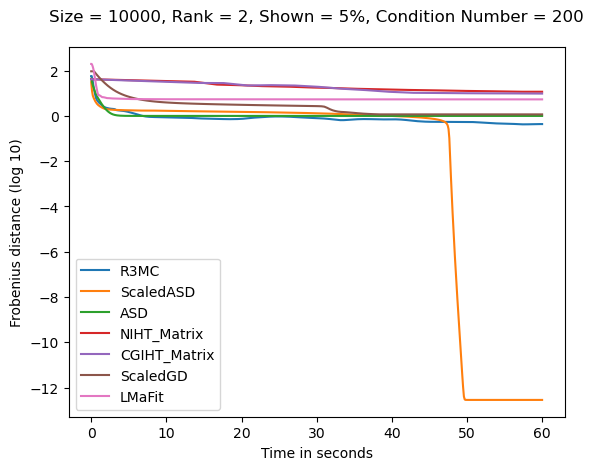 Size = 10000, Rank = 2, Shown = 5%, Condition Number = 200
Frobenius distance (log 10)
2
0
−2
−4
−6
−8
−10
−12
R3MC
ScaledASD
ASD
NIHT_Matrix
CGIHT_Matrix
ScaledGD
LMaFit
0 10 20 30 40 50 60
Time in seconds